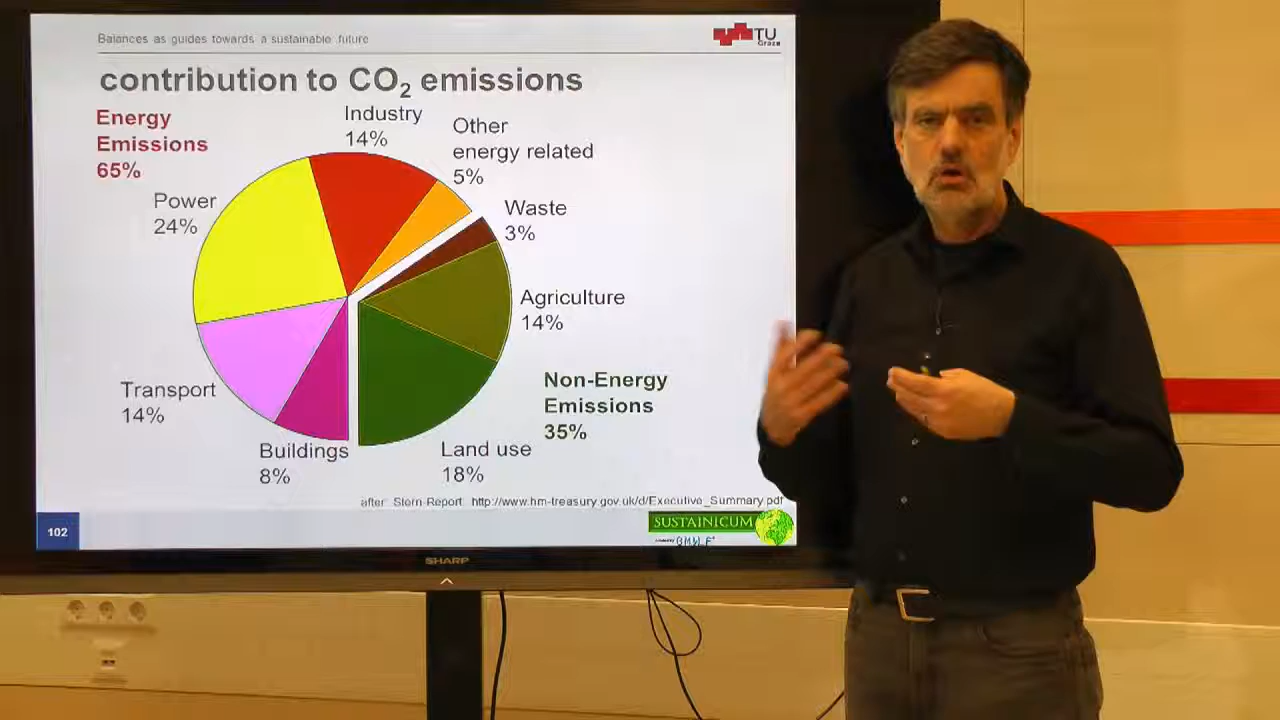 Balances as guides towards a sustainable future
TU
Graz
contribution to CO₂ emissions
Energy
Emissions
65%
Industry
14%
Other
energy related
5%
Power
24%
Waste
3%
Agriculture
14%
Transport
14%
Non-Energy
Emissions
35%
Buildings
8%
Land use
18%
after Stern-Report http://www.hm-treasury.gov.uk/d/Executive_Summary.pdf
102
SUSTAINICUM
SHARP